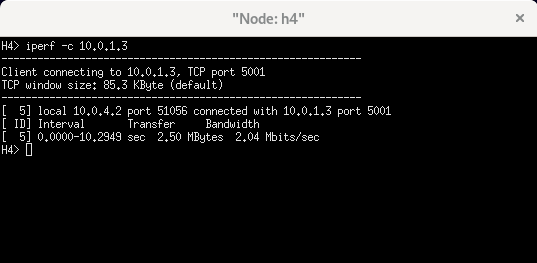 "Node: h4"
H4> iperf -c 10.0.1.3
------------------------------------------------------------
Client connecting to 10.0.1.3, TCP port 5001
TCP window size: 85.3 KByte (default)
------------------------------------------------------------
[  5] local 10.0.4.2 port 51056 connected with 10.0.1.3 port 5001
[ ID] Interval       Transfer     Bandwidth
[  5] 0.0000-10.2949 sec  2.50 MBytes  2.04 Mbits/sec
H4>